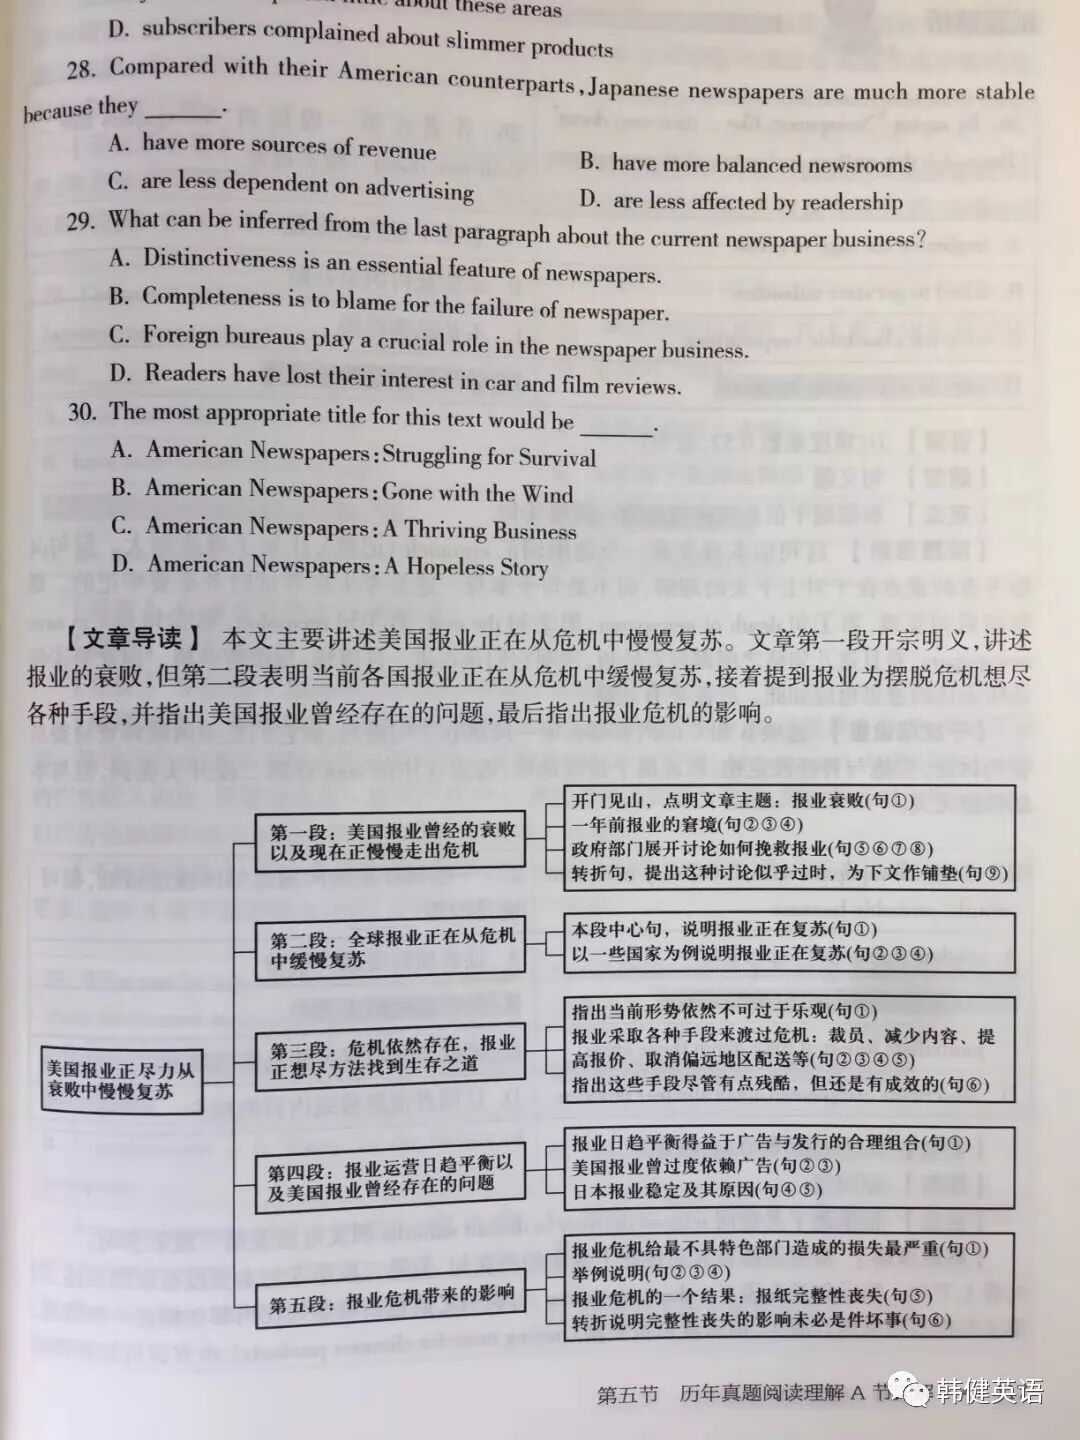 about these areas
D. subscribers complained about slimmer products
28. Compared with their American counterparts, Japanese newspapers are much more stable
because they ______.
A. have more sources of revenue
B. have more balanced newsrooms
C. are less dependent on advertising
D. are less affected by readership
29. What can be inferred from the last paragraph about the current newspaper business?
A. Distinctiveness is an essential feature of newspapers.
B. Completeness is to blame for the failure of newspaper.
C. Foreign bureaus play a crucial role in the newspaper business.
D. Readers have lost their interest in car and film reviews.
30. The most appropriate title for this text would be ______.
A. American Newspapers: Struggling for Survival
B. American Newspapers: Gone with the Wind
C. American Newspapers: A Thriving Business
D. American Newspapers: A Hopeless Story
【文章导读】 本文主要讲述美国报业正在从危机中慢慢复苏。文章第一段开宗明义,讲述
报业的衰败,但第二段表明当前各国报业正在从危机中缓慢复苏,接着提到报业为摆脱危机想尽
各种手段,并指出美国报业曾经存在的问题,最后指出报业危机的影响。
美国报业正尽力从
衰败中慢慢复苏
第一段：美国报业曾经的衰败
以及现在正慢慢走出危机
开门见山，点明文章主题：报业衰败(句①)
一年前报业的窘境(句②③④)
政府部门展开讨论如何挽救报业(句⑤⑥⑦⑧)
转折句，提出这种讨论似乎过时，为下文作铺垫(句⑨)
第二段：全球报业正在从危机
中缓慢复苏
本段中心句，说明报业正在复苏(句①)
以一些国家为例说明报业正在复苏(句②③④)
第三段：危机依然存在，报业
正想尽方法找到生存之道
指出当前形势依然不可过于乐观(句①)
报业采取各种手段来渡过危机：裁员、减少内容、提
高报价、取消偏远地区配送等(句②③④⑤)
指出这些手段尽管有点残酷，但还是有成效的(句⑥)
第四段：报业运营日趋平衡以
及美国报业曾经存在的问题
报业日趋平衡得益于广告与发行的合理组合(句①)
美国报业曾过度依赖广告(句②③)
日本报业稳定及其原因(句④⑤)
第五段：报业危机带来的影响
报业危机给最不具特色部门造成的损失最严重(句①)
举例说明(句②③④)
报业危机的一个结果：报纸完整性丧失(句⑤)
转折说明完整性丧失的影响未必是件坏事(句⑥)
第五节 历年真题阅读理解 A 节
韩健英语